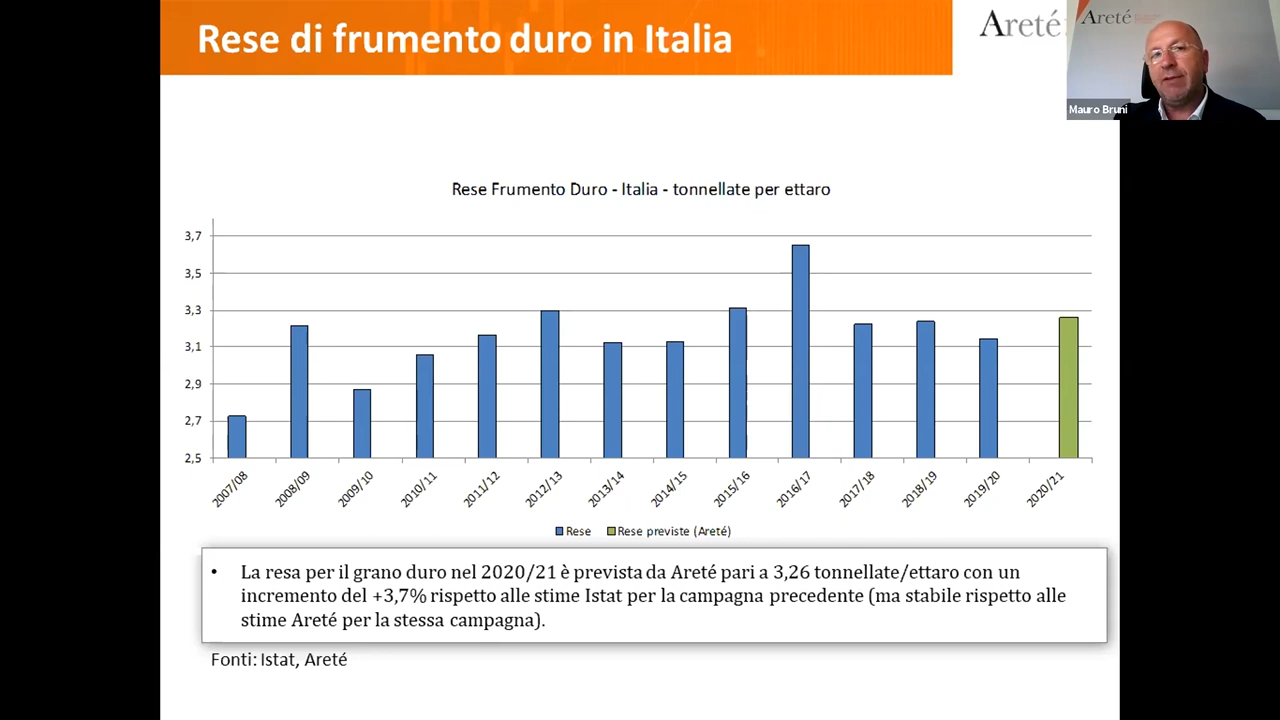 Rese di frumento duro in Italia
Areté
Areté
Mauro Bruni
Rese Frumento Duro - Italia - tonnellate per ettaro
3,7
3,5
3,3
3,1
2,9
2,7
2,5
2007/08
2008/09
2009/10
2010/11
2011/12
2012/13
2013/14
2014/15
2015/16
2016/17
2017/18
2018/19
2019/20
2020/21
Rese
Rese previste (Areté)
• La resa per il grano duro nel 2020/21 è prevista da Areté pari a 3,26 tonnellate/ettaro con un
incremento del +3,7% rispetto alle stime Istat per la campagna precedente (ma stabile rispetto alle
stime Areté per la stessa campagna).
Fonti: Istat, Areté